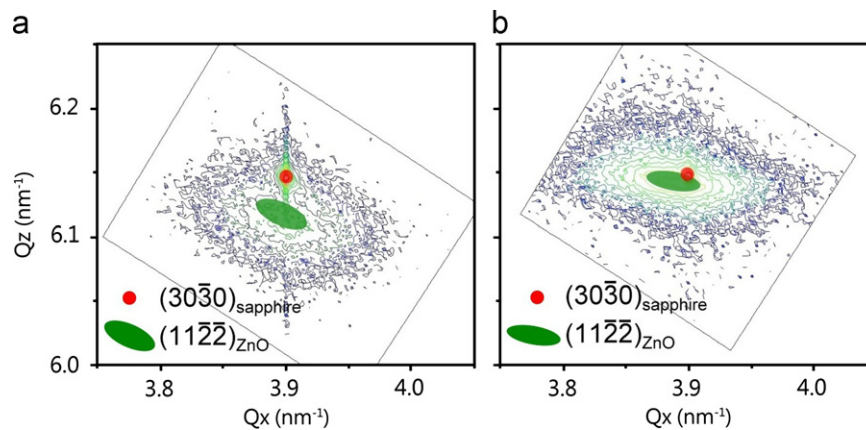 a
b
6.2
6.1
6.0
Qz (nm⁻¹)
(303̅0)sapphire
(112̅2̅)ZnO
(303̅0)sapphire
(112̅2̅)ZnO
3.8 3.9 4.0
3.8 3.9 4.0
Qx (nm⁻¹)
Qx (nm⁻¹)